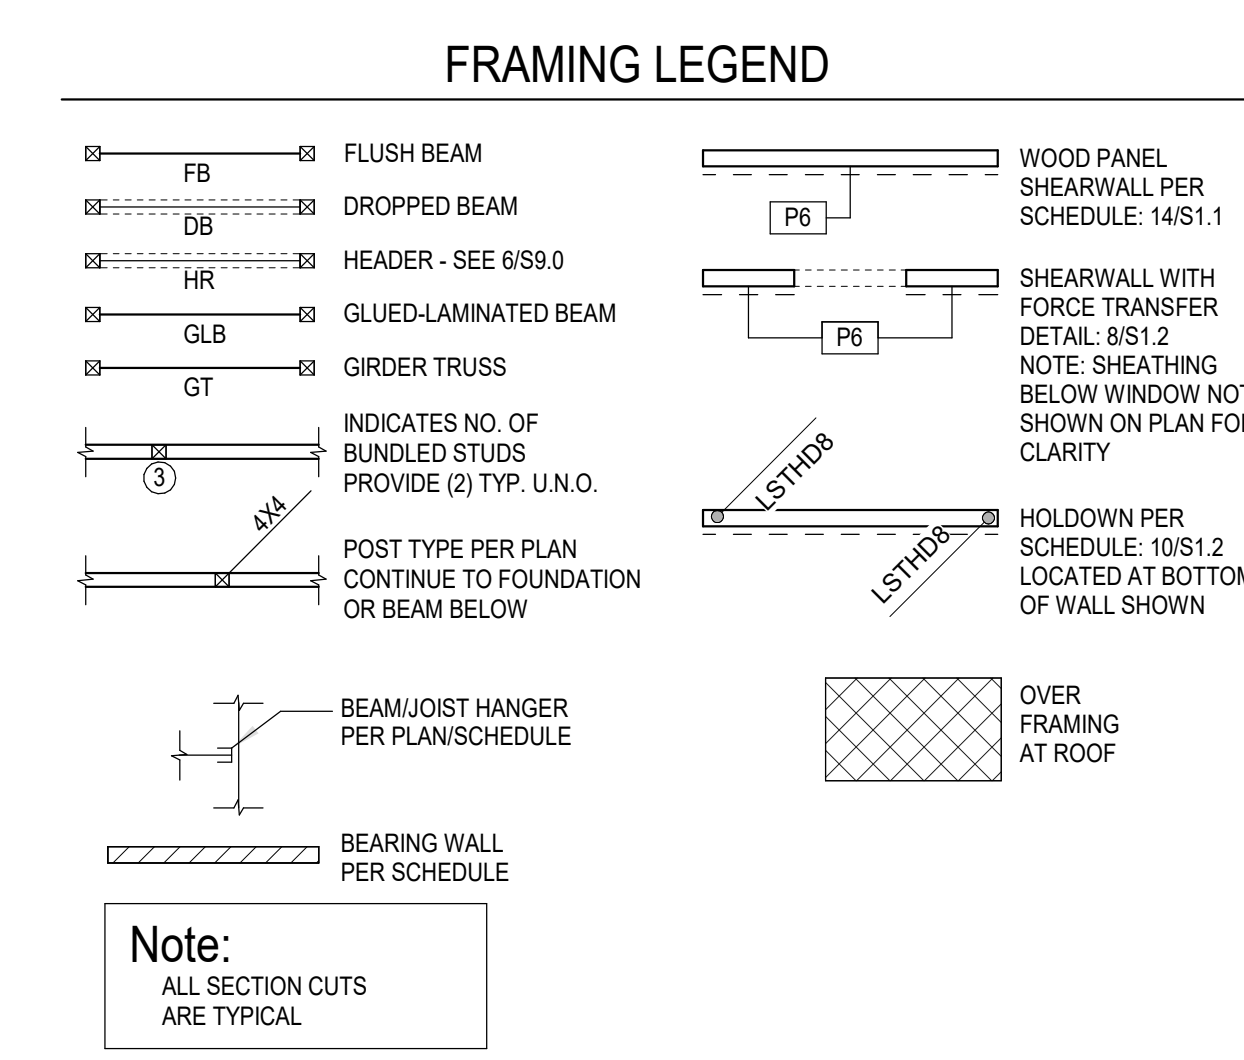 FRAMING LEGEND
FB
FLUSH BEAM
DB
DROPPED BEAM
HR
HEADER - SEE 6/S9.0
GLB
GLUED-LAMINATED BEAM
GT
GIRDER TRUSS
3
INDICATES NO. OF
BUNDLED STUDS
PROVIDE (2) TYP. U.N.O.
4X4
POST TYPE PER PLAN
CONTINUE TO FOUNDATION
OR BEAM BELOW
BEAM/JOIST HANGER
PER PLAN/SCHEDULE
BEARING WALL
PER SCHEDULE
Note:
ALL SECTION CUTS
ARE TYPICAL
P6
WOOD PANEL
SHEARWALL PER
SCHEDULE: 14/S1.1
P6
SHEARWALL WITH
FORCE TRANSFER
DETAIL: 8/S1.2
NOTE: SHEATHING
BELOW WINDOW NOT
SHOWN ON PLAN FOR
CLARITY
LSTHD8
LSTHD8
HOLDOWN PER
SCHEDULE: 10/S1.2
LOCATED AT BOTTOM
OF WALL SHOWN
OVER
FRAMING
AT ROOF